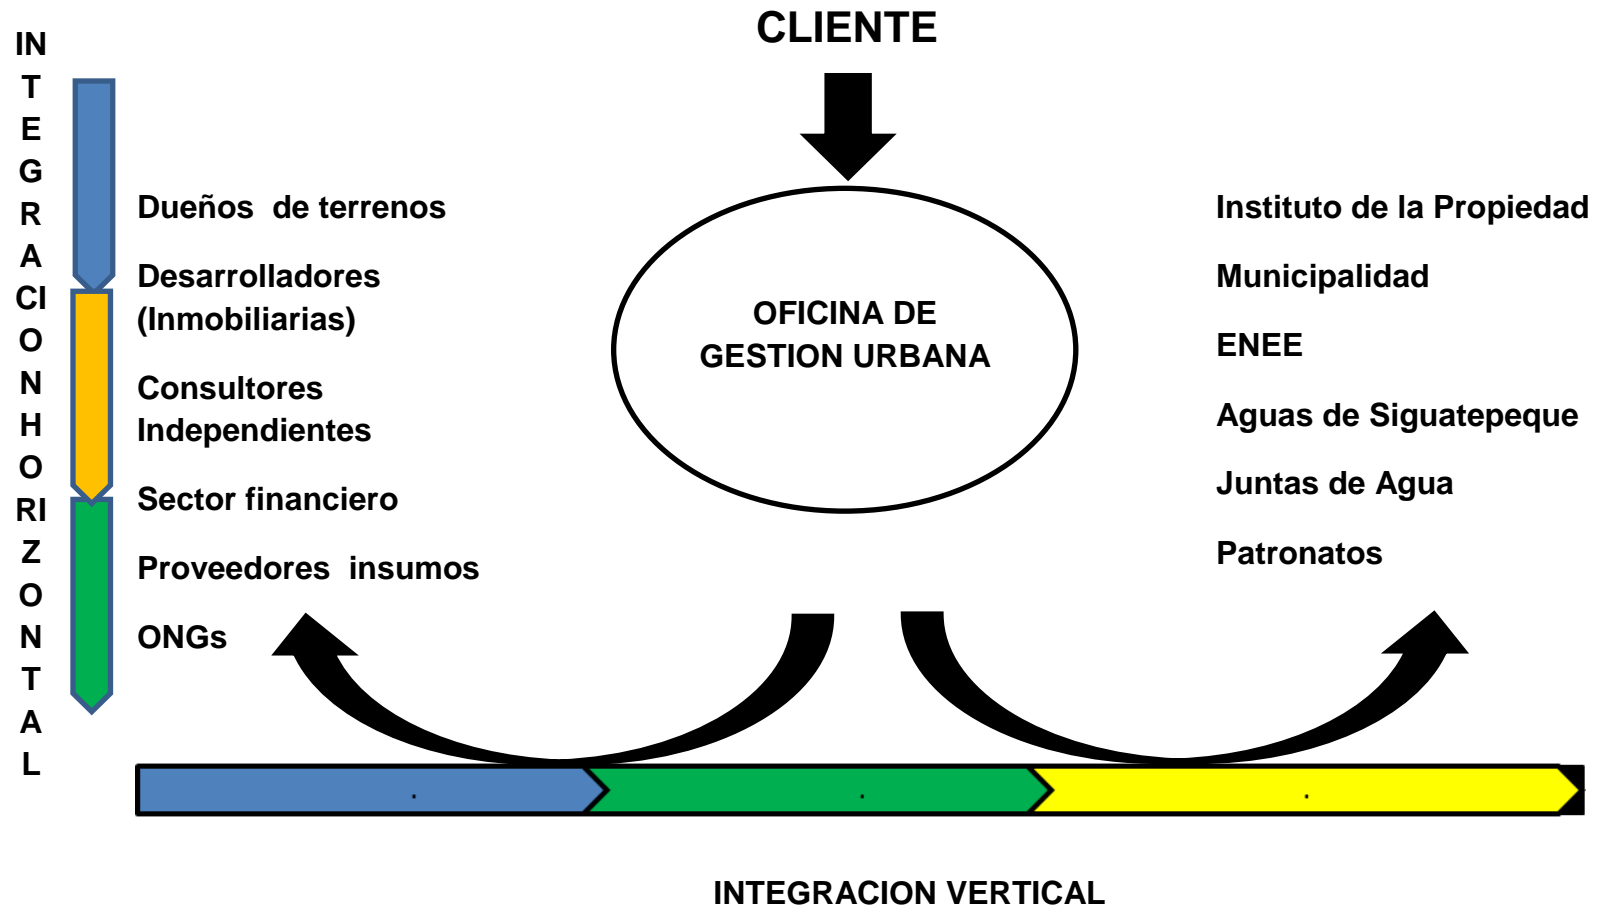 CLIENTE
IN
T
E
G
R
A
CI
O
N
H
O
RI
Z
O
N
T
A
L
Dueños  de terrenos
Desarrolladores
(Inmobiliarias)
Consultores
Independientes
Sector financiero
Proveedores  insumos
ONGs
OFICINA DE
GESTION URBANA
Instituto de la Propiedad
Municipalidad
ENEE
Aguas de Siguatepeque
Juntas de Agua
Patronatos
.
.
.
INTEGRACION VERTICAL